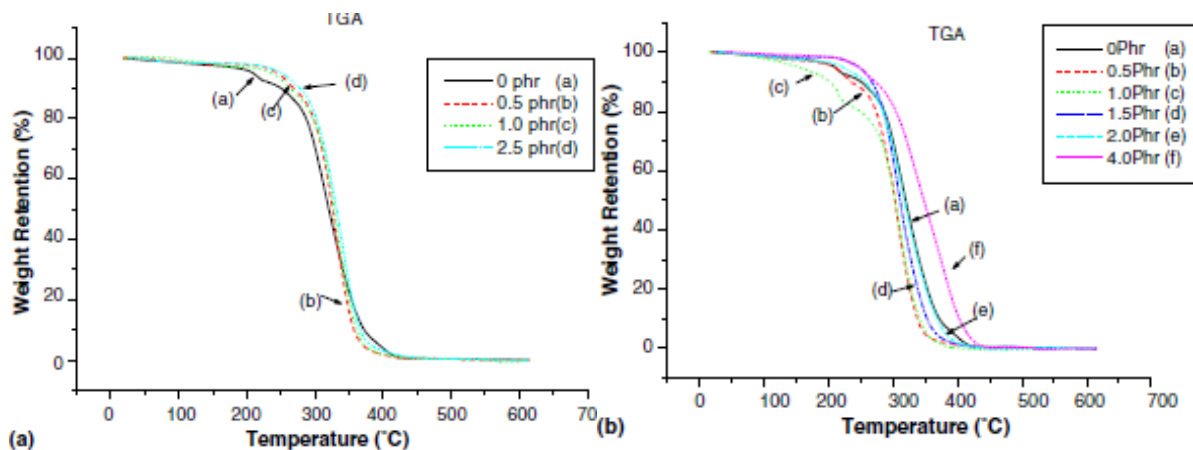 TGA
100
80
60
40
20
0
Weight Retention (%)
0 phr (a)
0.5 phr(b)
1.0 phr(c)
2.5 phr(d)
(a)
(c)
(d)
(b)
0 100 200 300 400 500 600 70
Temperature (˚C)
(a)
TGA
100
80
60
40
20
0
Weight Retention (%)
0Phr (a)
0.5Phr (b)
1.0Phr (c)
1.5Phr (d)
2.0Phr (e)
4.0Phr (f)
(c)
(b)
(a)
(f)
(d)
(e)
0 100 200 300 400 500 600 700
Temperature (˚C)
(b)